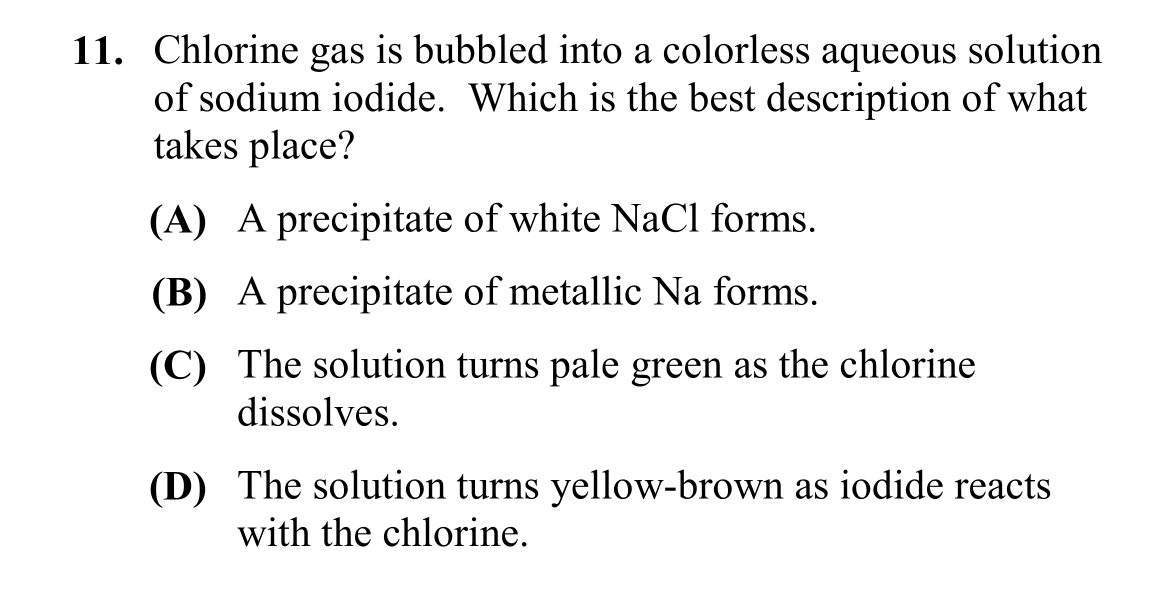 11. Chlorine gas is bubbled into a colorless aqueous solution
of sodium iodide. Which is the best description of what
takes place?
(A) A precipitate of white NaCl forms.
(B) A precipitate of metallic Na forms.
(C) The solution turns pale green as the chlorine
dissolves.
(D) The solution turns yellow-brown as iodide reacts
with the chlorine.